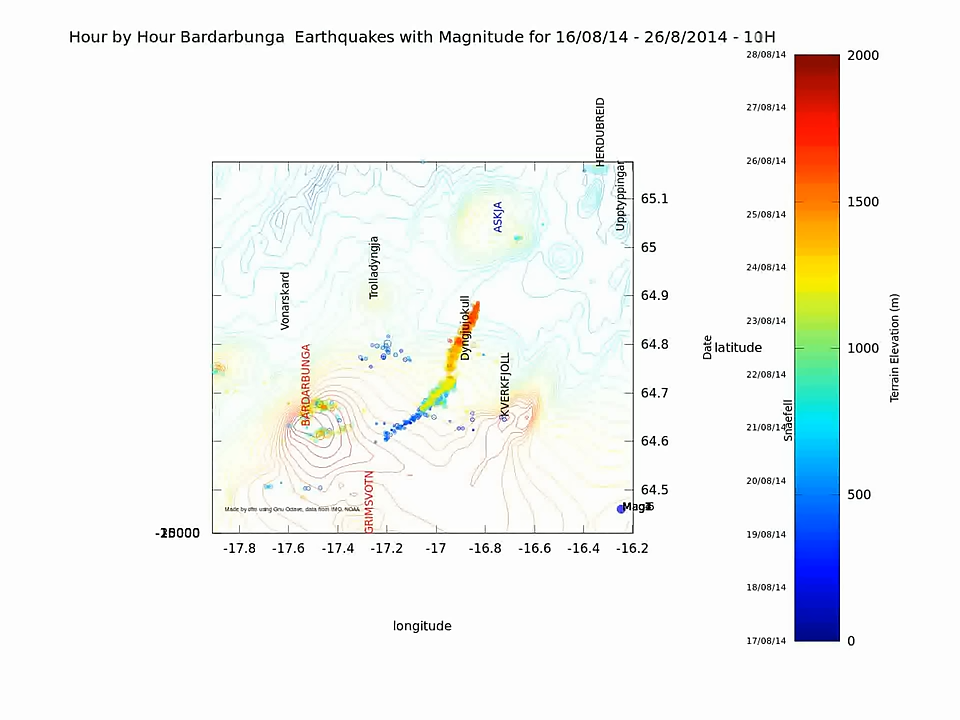 Hour by Hour Bardarbunga  Earthquakes with Magnitude for 16/08/14 - 26/8/2014 - 10H
28/08/14
2000
27/08/14
HERDUBREID
26/08/14
Upptyppingar
65.1
1500
ASKJA
25/08/14
65
Trolladyngja
24/08/14
Vonarskard
64.9
Dyngjujokull
23/08/14
64.8
Date
latitude
1000
Terrain Elevation (m)
BARDARBUNGA
KVERKFJOLL
22/08/14
64.7
Snaefell
21/08/14
64.6
20/08/14
GRIMSVOTN
64.5
500
Made by dfo using Gnu Octave, data from IMO, NOAA
19/08/14
-17.8
-17.6
-17.4
-17.2
-17
-16.8
-16.6
-16.4
-16.2
18/08/14
longitude
17/08/14
0